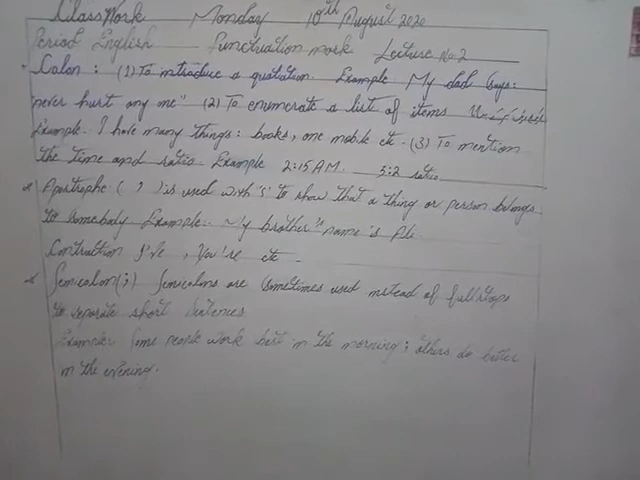 ClassWork Monday 10th August 2020
Period English Punctuation mark Lecture No 2
Colon : (1) To introduce a quotation. Example My dad says:
"never hurt any me" (2) To enumerate a list of items
Example. I have many things: books, one mobile etc. (3) To mention
the time and ratio. Example 2:15 AM. 3:2 ratio
* Apostrophe ( ' ) is used with 's' to show that a thing or person belongs
to somebody Example. My brother's name is Ali.
Contraction I've, You're etc -
* Semicolon(;) Semicolons are sometimes used instead of full stops
to separate short sentences
Example: Some people work best in the morning; others do better
in the evening.